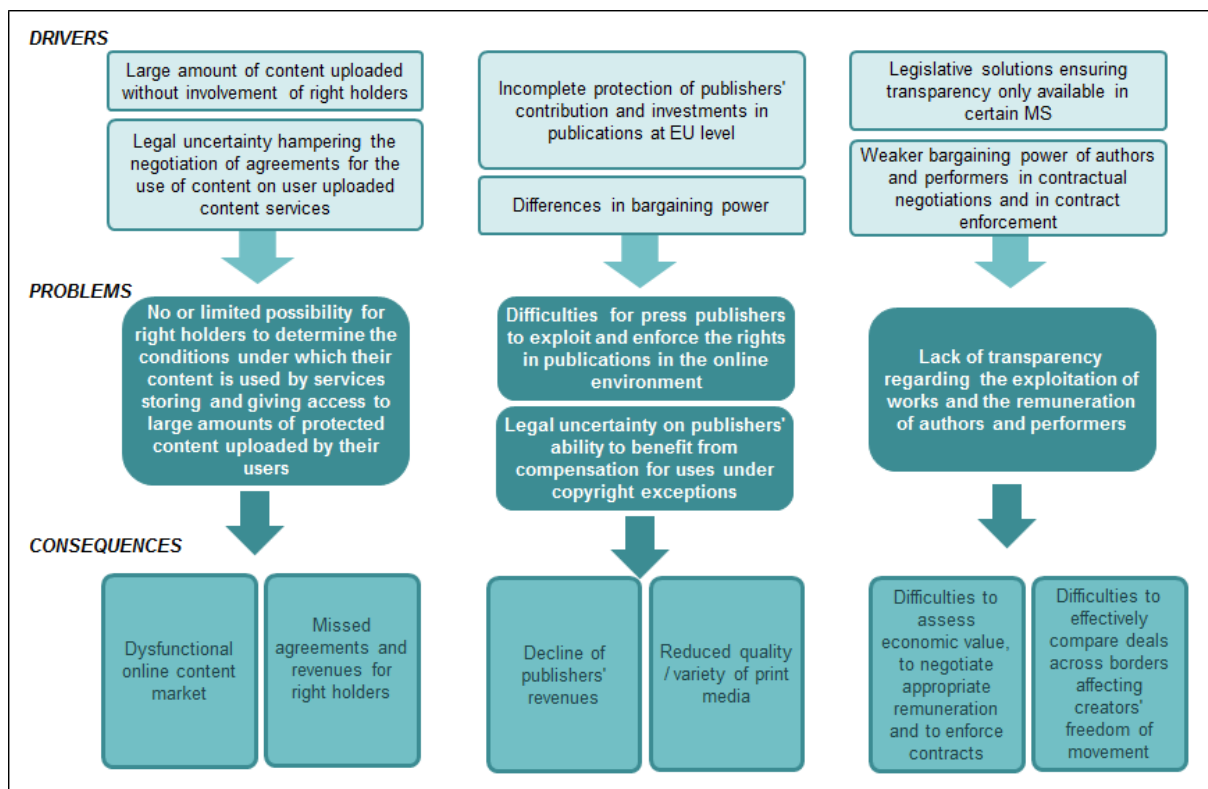 DRIVERS
Large amount of content uploaded
without involvement of right holders
Legal uncertainty hampering the
negotiation of agreements for the
use of content on user uploaded
content services
Incomplete protection of publishers'
contribution and investments in
publications at EU level
Differences in bargaining power
Legislative solutions ensuring
transparency only available in
certain MS
Weaker bargaining power of authors
and performers in contractual
negotiations and in contract
enforcement
PROBLEMS
No or limited possibility for
right holders to determine the
conditions under which their
content is used by services
storing and giving access to
large amounts of protected
content uploaded by their
users
Difficulties for press publishers
to exploit and enforce the rights
in publications in the online
environment
Legal uncertainty on publishers'
ability to benefit from
compensation for uses under
copyright exceptions
Lack of transparency
regarding the exploitation of
works and the remuneration
of authors and performers
CONSEQUENCES
Dysfunctional
online content
market
Missed
agreements and
revenues for
right holders
Decline of
publishers'
revenues
Reduced quality
/ variety of print
media
Difficulties to
assess
economic value,
to negotiate
appropriate
remuneration
and to enforce
contracts
Difficulties to
effectively
compare deals
across borders
affecting
creators'
freedom of
movement